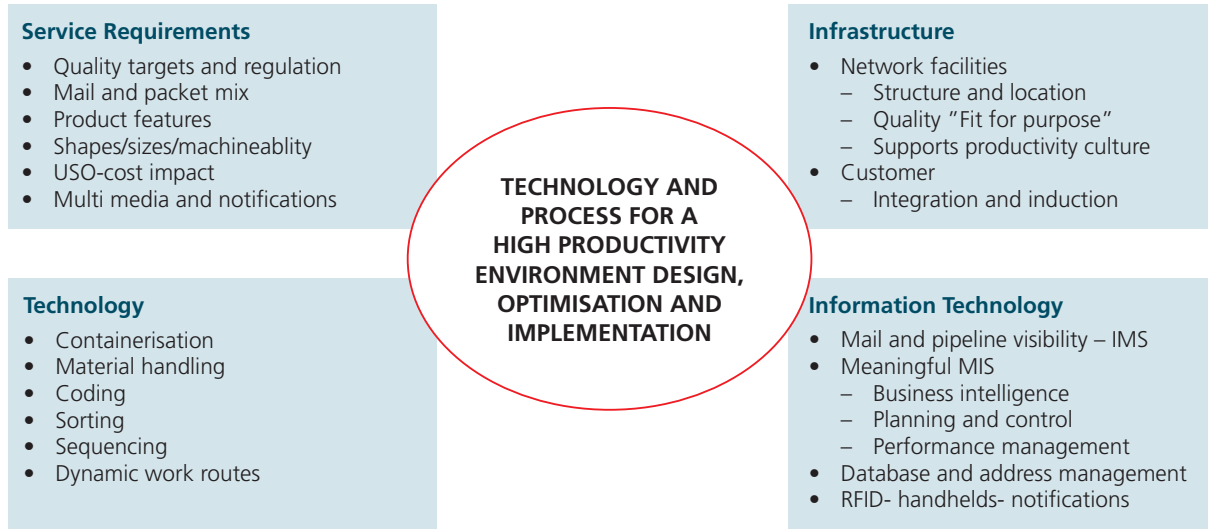 Service Requirements
• Quality targets and regulation
• Mail and packet mix
• Product features
• Shapes/sizes/machineablity
• USO-cost impact
• Multi media and notifications
Infrastructure
• Network facilities
– Structure and location
– Quality ”Fit for purpose”
– Supports productivity culture
• Customer
– Integration and induction
TECHNOLOGY AND
PROCESS FOR A
HIGH PRODUCTIVITY
ENVIRONMENT DESIGN,
OPTIMISATION AND
IMPLEMENTATION
Technology
• Containerisation
• Material handling
• Coding
• Sorting
• Sequencing
• Dynamic work routes
Information Technology
• Mail and pipeline visibility – IMS
• Meaningful MIS
– Business intelligence
– Planning and control
– Performance management
• Database and address management
• RFID- handhelds- notifications